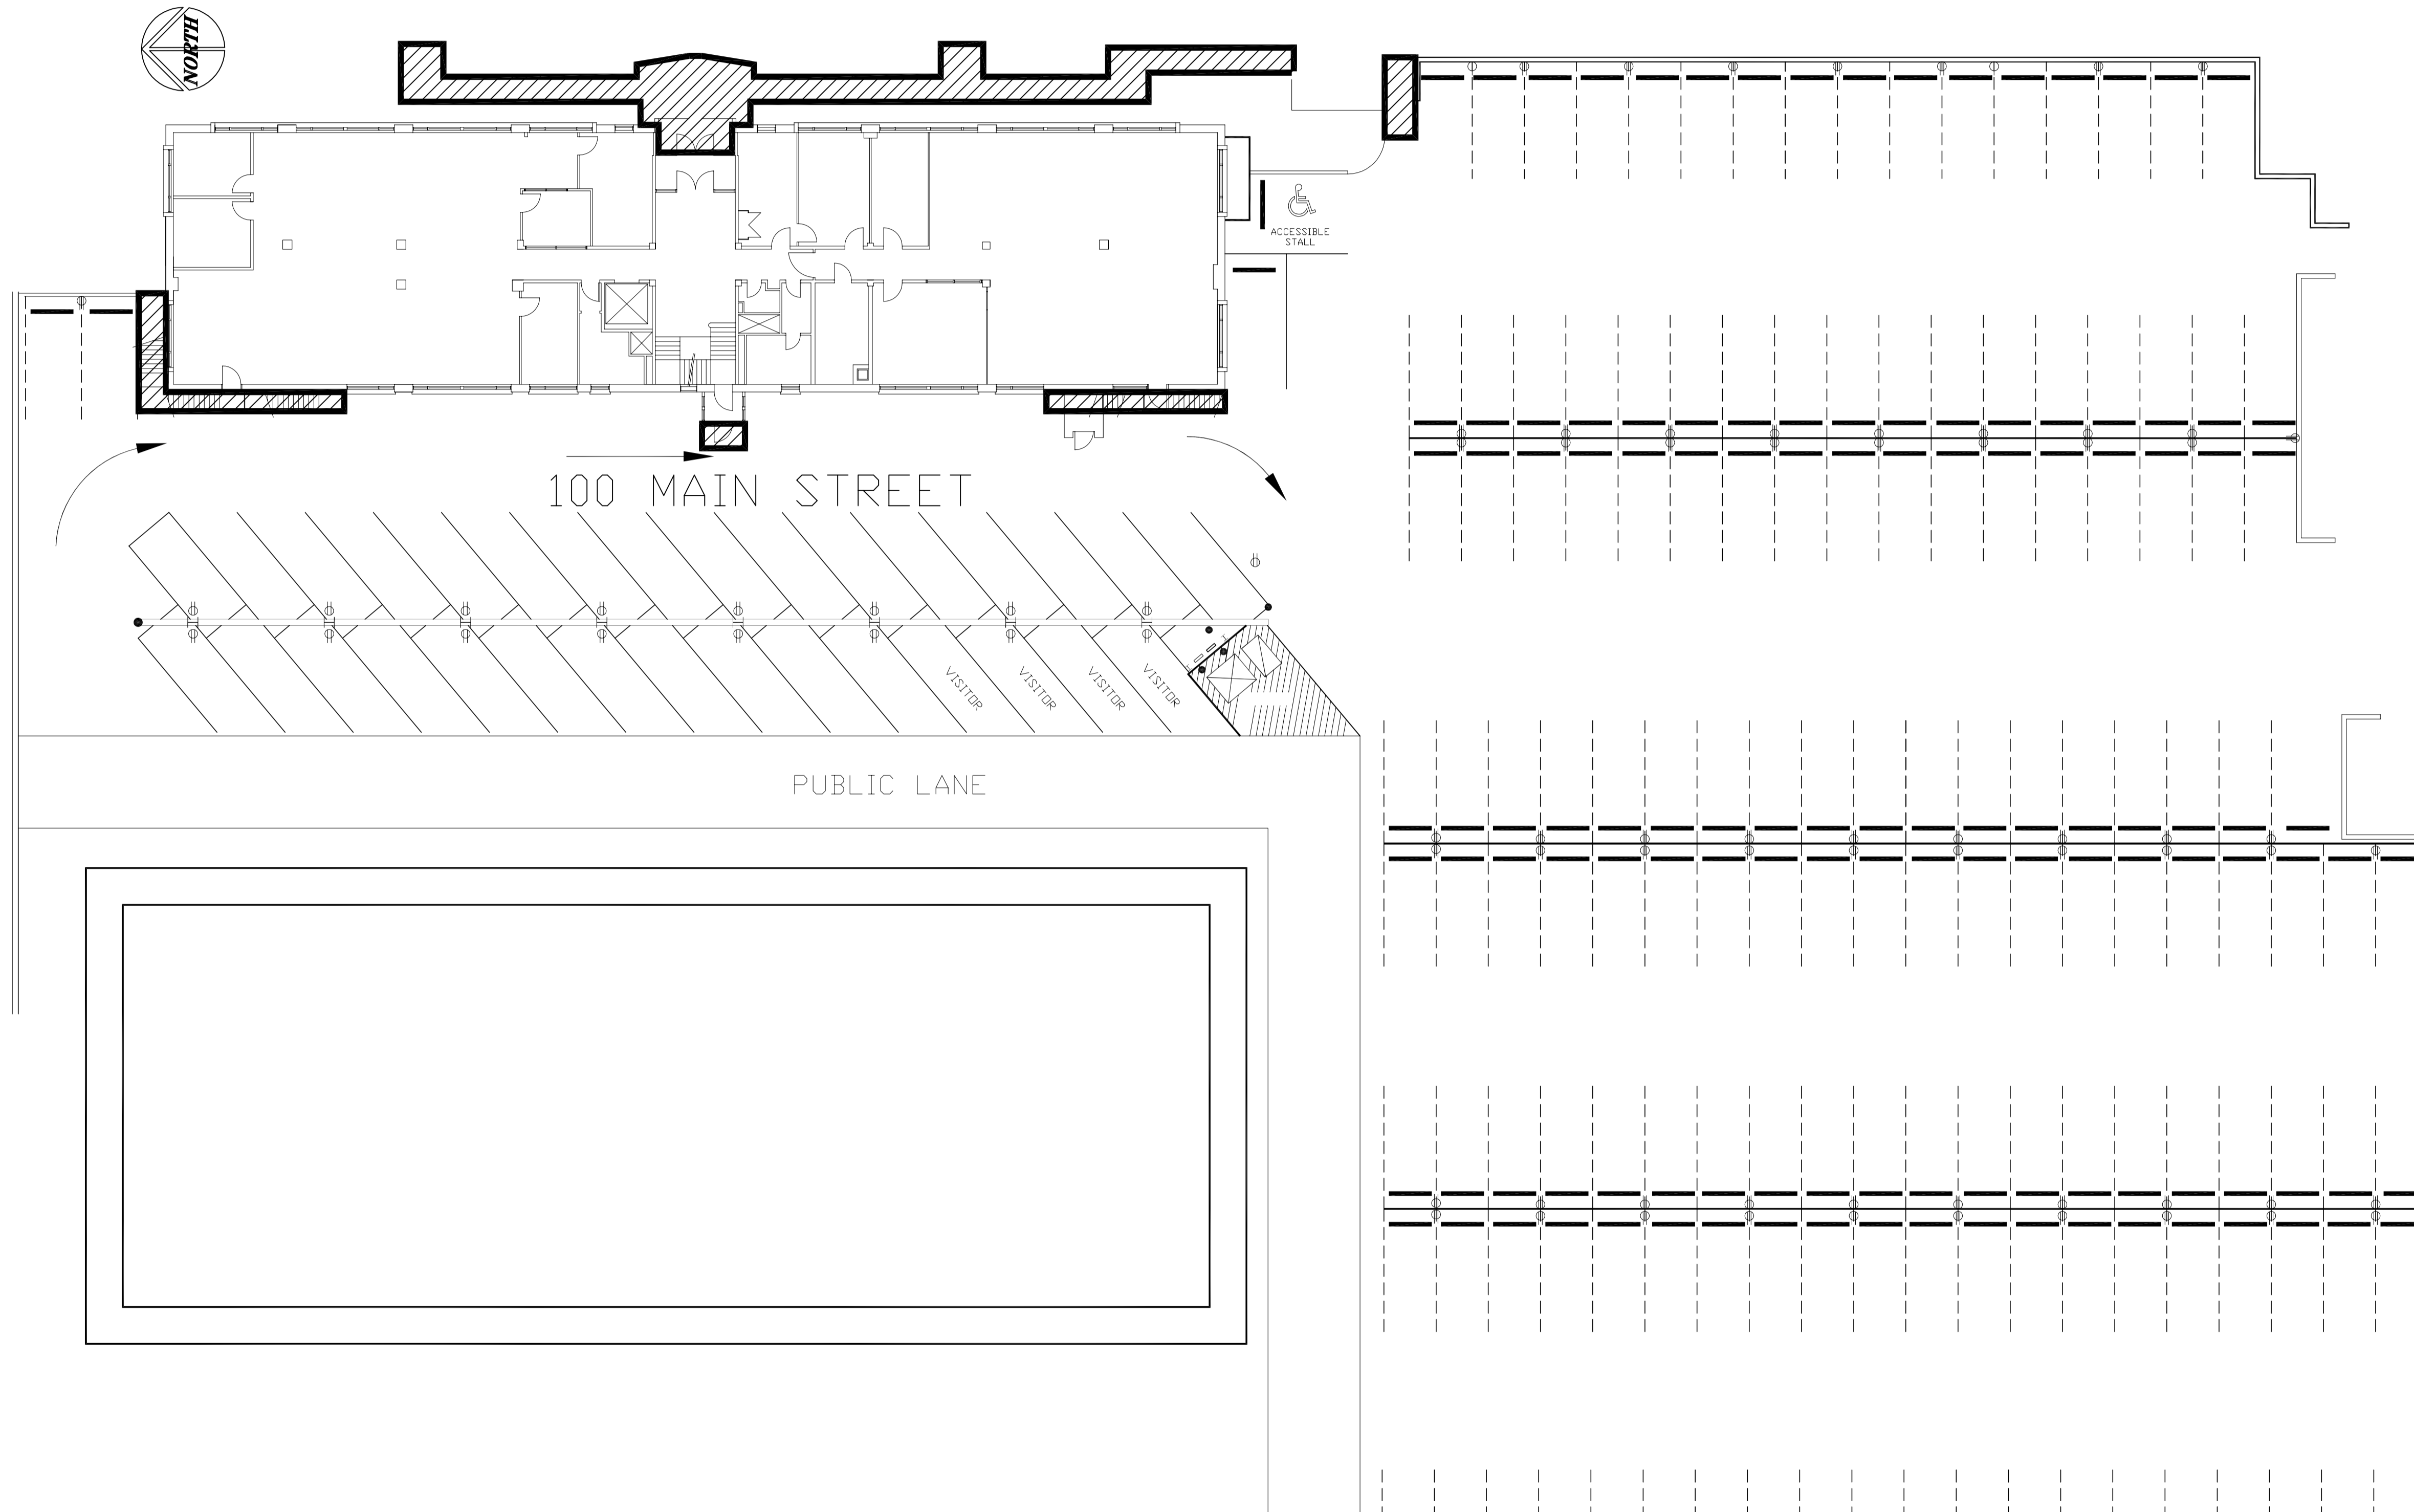 NORTH
ACCESSIBLE
STALL
100 MAIN STREET
VISITOR
VISITOR
VISITOR
VISITOR
PUBLIC LANE